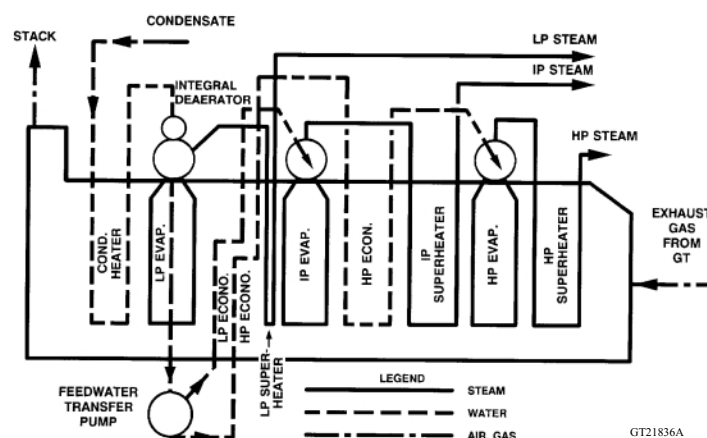 CONDENSATE
STACK
LP STEAM
IP STEAM
INTEGRAL
DEAERATOR
HP STEAM
EXHAUST
GAS
FROM
GT
COND.
HEATER
LP EVAP.
LP ECONO.
HP ECONO.
IP EVAP.
HP ECON.
IP
SUPERHEATER
HP EVAP.
HP
SUPERHEATER
LP SUPER-
HEATER
FEEDWATER
TRANSFER
PUMP
LEGEND
STEAM
WATER
AIR, GAS
GT21836A